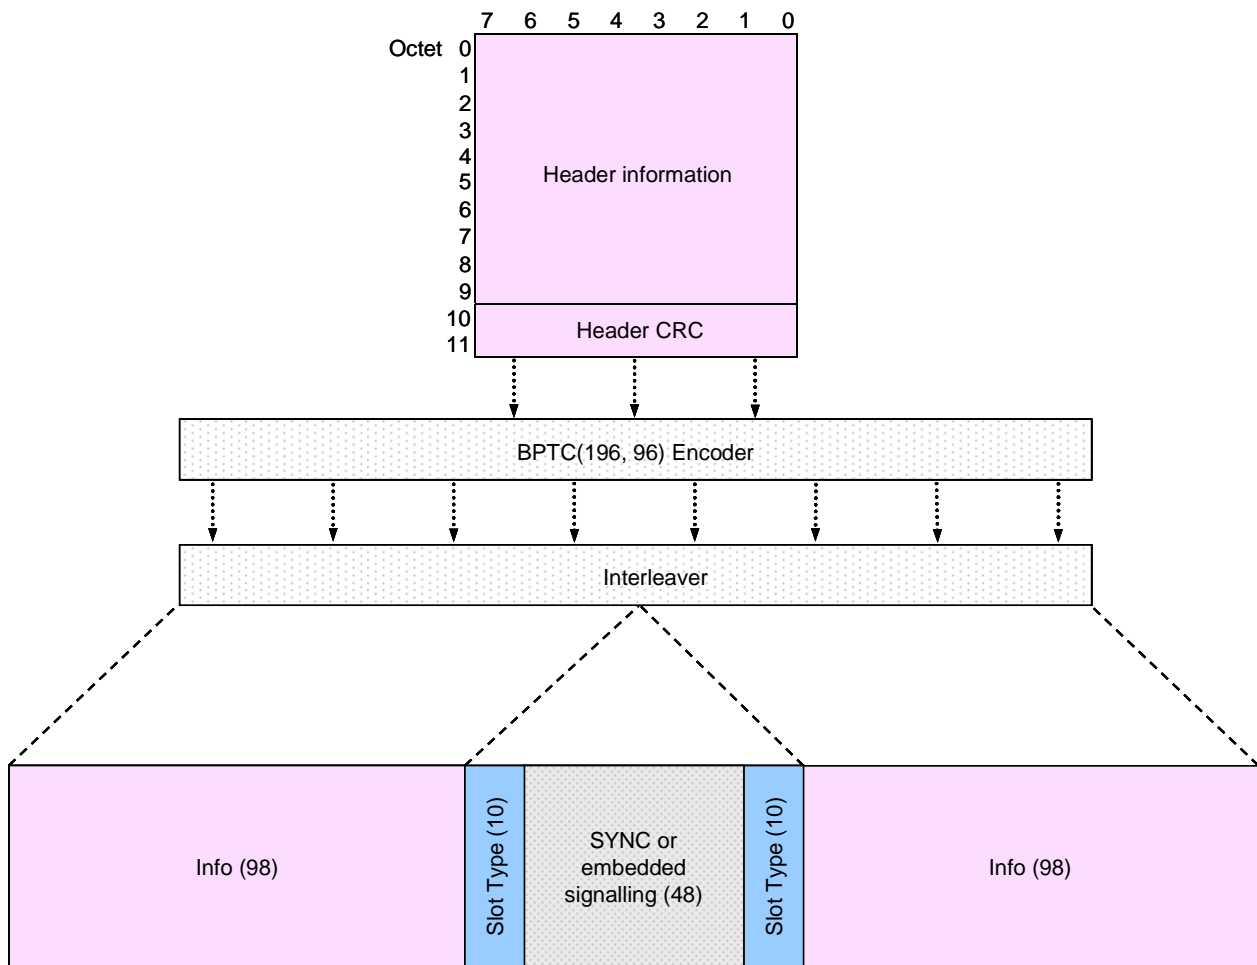 7 6 5 4 3 2 1 0
Octet 0
1
2
3
4
5
6
7
8
9
10
11
Header information
Header CRC
BPTC(196, 96) Encoder
Interleaver
Info (98)
Slot Type (10)
SYNC or
embedded
signalling (48)
Slot Type (10)
Info (98)